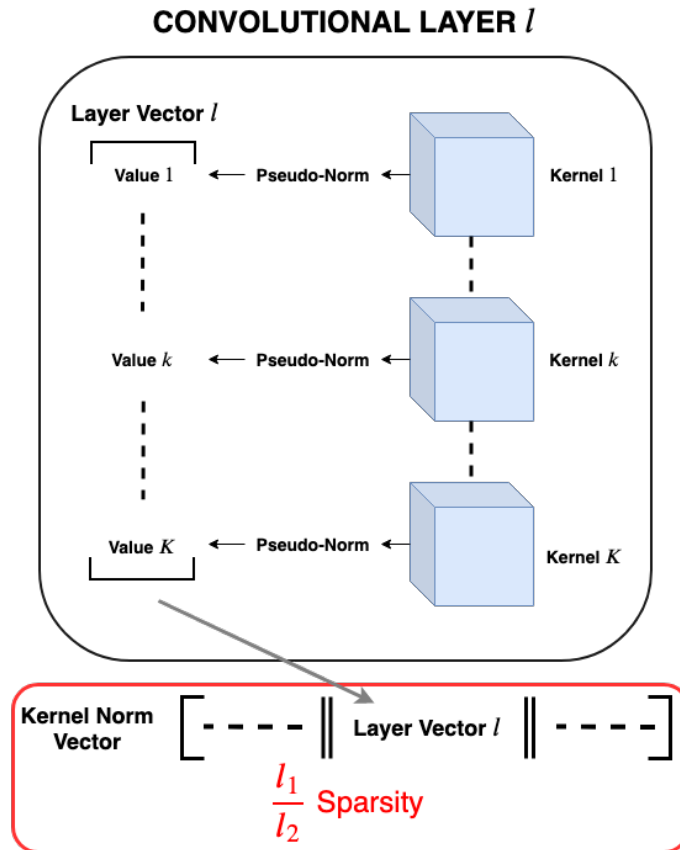 CONVOLUTIONAL LAYER l
Layer Vector l
Value 1 Pseudo-Norm Kernel 1
Value k Pseudo-Norm Kernel k
Value K Pseudo-Norm Kernel K
Kernel Norm
Vector
Layer Vector l
l₁/l₂ Sparsity